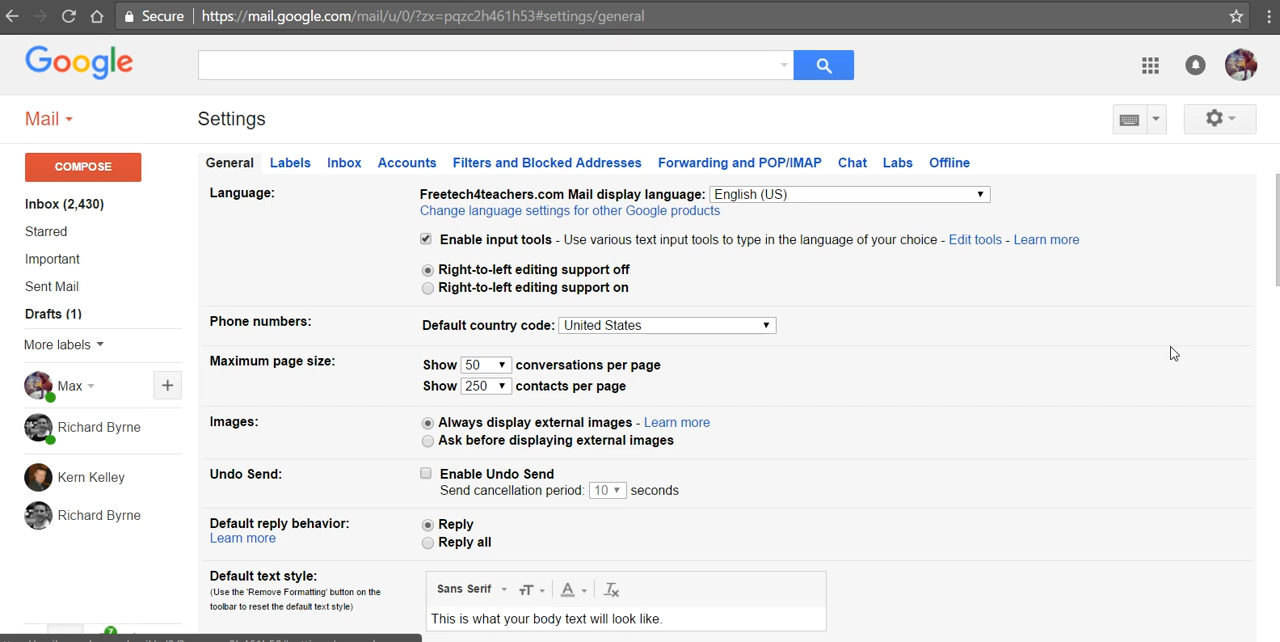 Secure https://mail.google.com/mail/u/0/?zx=pqzc2h461h53#settings/general
Google
Mail
Settings
COMPOSE
General Labels Inbox Accounts Filters and Blocked Addresses Forwarding and POP/IMAP Chat Labs Offline
Inbox (2,430)
Starred
Important
Sent Mail
Drafts (1)
More labels
Max
Richard Byrne
Kern Kelley
Richard Byrne
Language:
Freetech4teachers.com Mail display language: English (US)
Change language settings for other Google products
Enable input tools - Use various text input tools to type in the language of your choice - Edit tools - Learn more
Right-to-left editing support off
Right-to-left editing support on
Phone numbers:
Default country code: United States
Maximum page size:
Show 50 conversations per page
Show 250 contacts per page
Images:
Always display external images - Learn more
Ask before displaying external images
Undo Send:
Enable Undo Send
Send cancellation period: 10 seconds
Default reply behavior:
Learn more
Reply
Reply all
Default text style:
(Use the 'Remove Formatting' button on the
toolbar to reset the default text style)
Sans Serif
This is what your body text will look like.